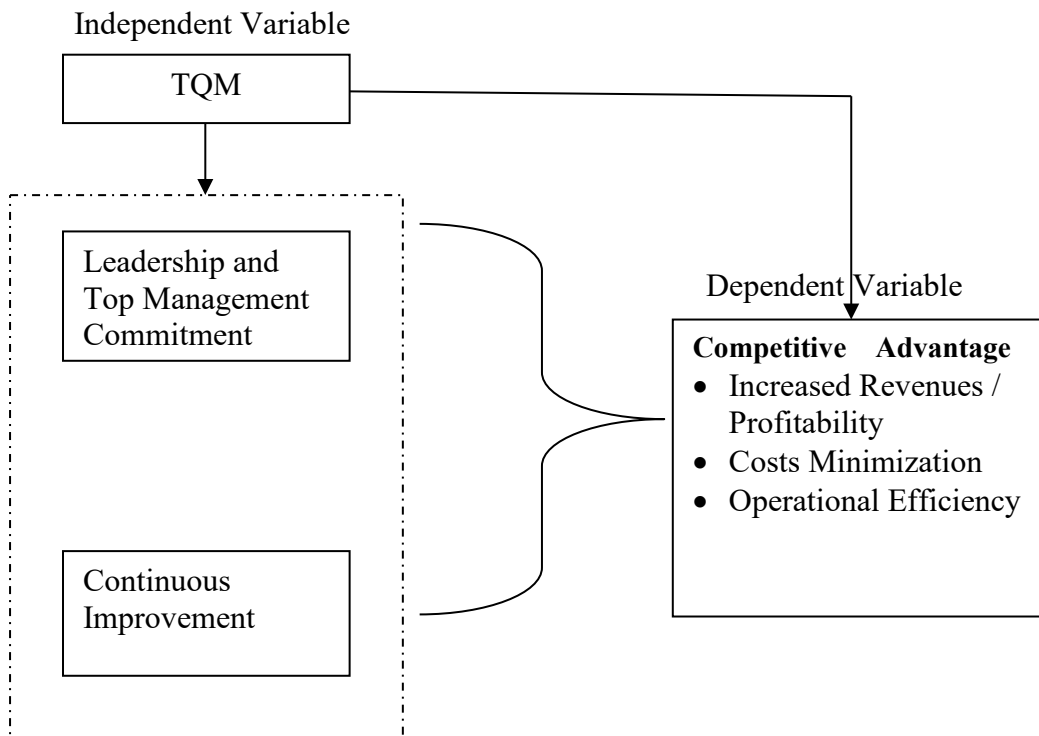 Independent Variable
TQM
Leadership and
Top Management
Commitment
Dependent Variable
Competitive Advantage
• Increased Revenues /
Profitability
• Costs Minimization
• Operational Efficiency
Continuous
Improvement